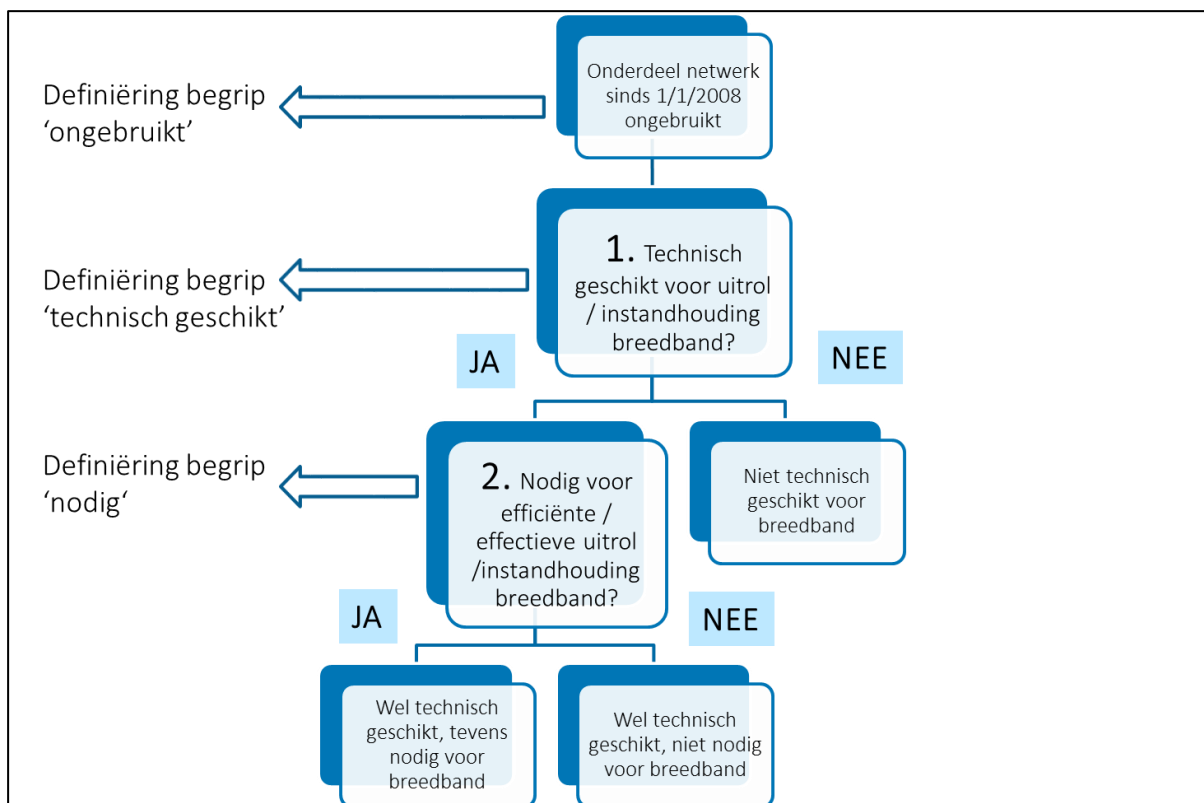 Onderdeel netwerk
sinds 1/1/2008
ongebruikt
Definiëring begrip
‘ongebruikt’
1. Technisch
geschikt voor uitrol
/ instandhouding
breedband?
Definiëring begrip
‘technisch geschikt’
JA
NEE
2. Nodig voor
efficiënte /
effectieve uitrol
/instandhouding
breedband?
Definiëring begrip
‘nodig‘
Niet technisch
geschikt voor
breedband
JA
NEE
Wel technisch
geschikt, tevens
nodig voor
breedband
Wel technisch
geschikt, niet nodig
voor breedband